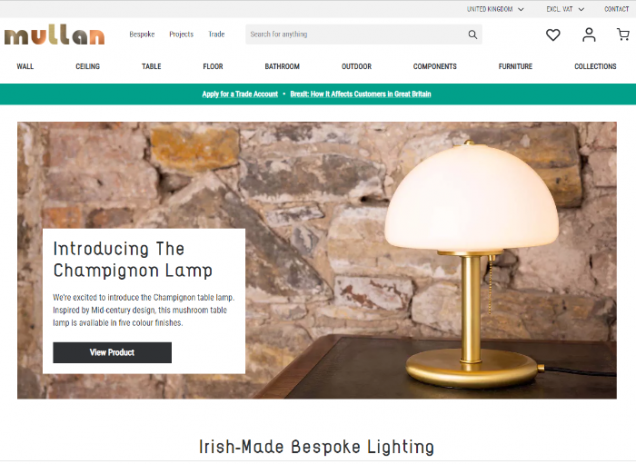 UNITED KINGDOM EXCL. VAT CONTACT
mullan Bespoke Projects Trade Search for anything
WALL CEILING TABLE FLOOR BATHROOM OUTDOOR COMPONENTS FURNITURE COLLECTIONS
Apply for a Trade Account • Brexit: How It Affects Customers in Great Britain
Introducing The
Champignon Lamp
We're excited to introduce the Champignon table lamp.
Inspired by Mid century design, this mushroom table
lamp is available in five colour finishes.
View Product
Irish-Made Bespoke Lighting